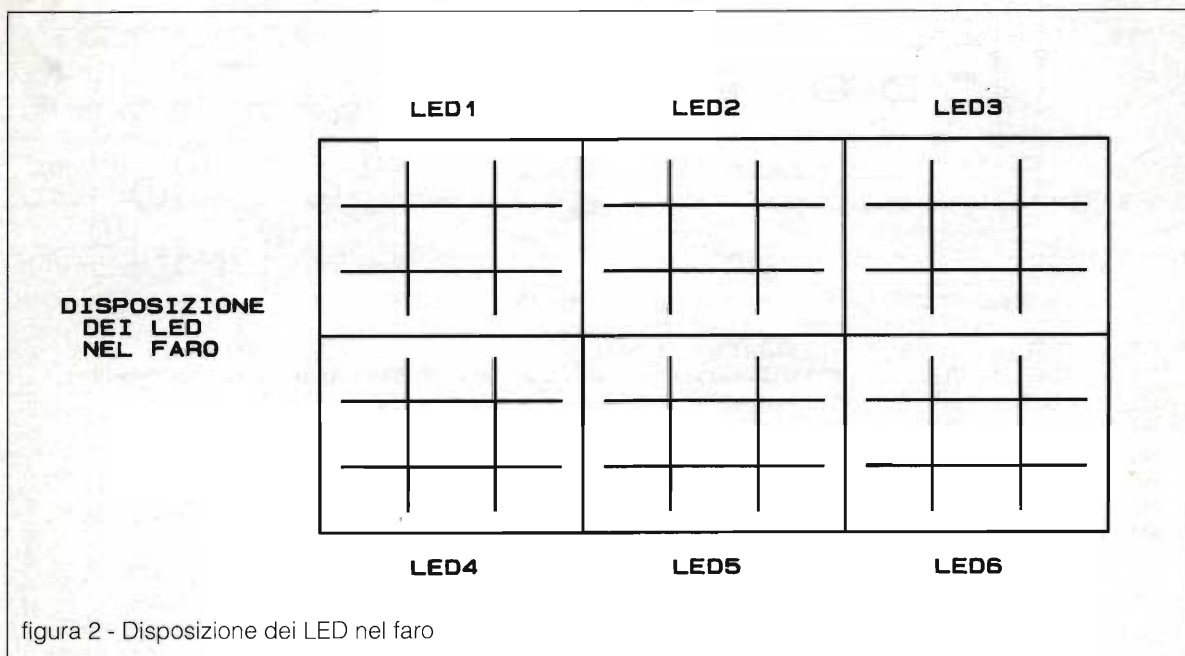 LED1 LED2 LED3
DISPOSIZIONE
DEI LED
NEL FARO
LED4 LED5 LED6
figura 2 - Disposizione dei LED nel faro